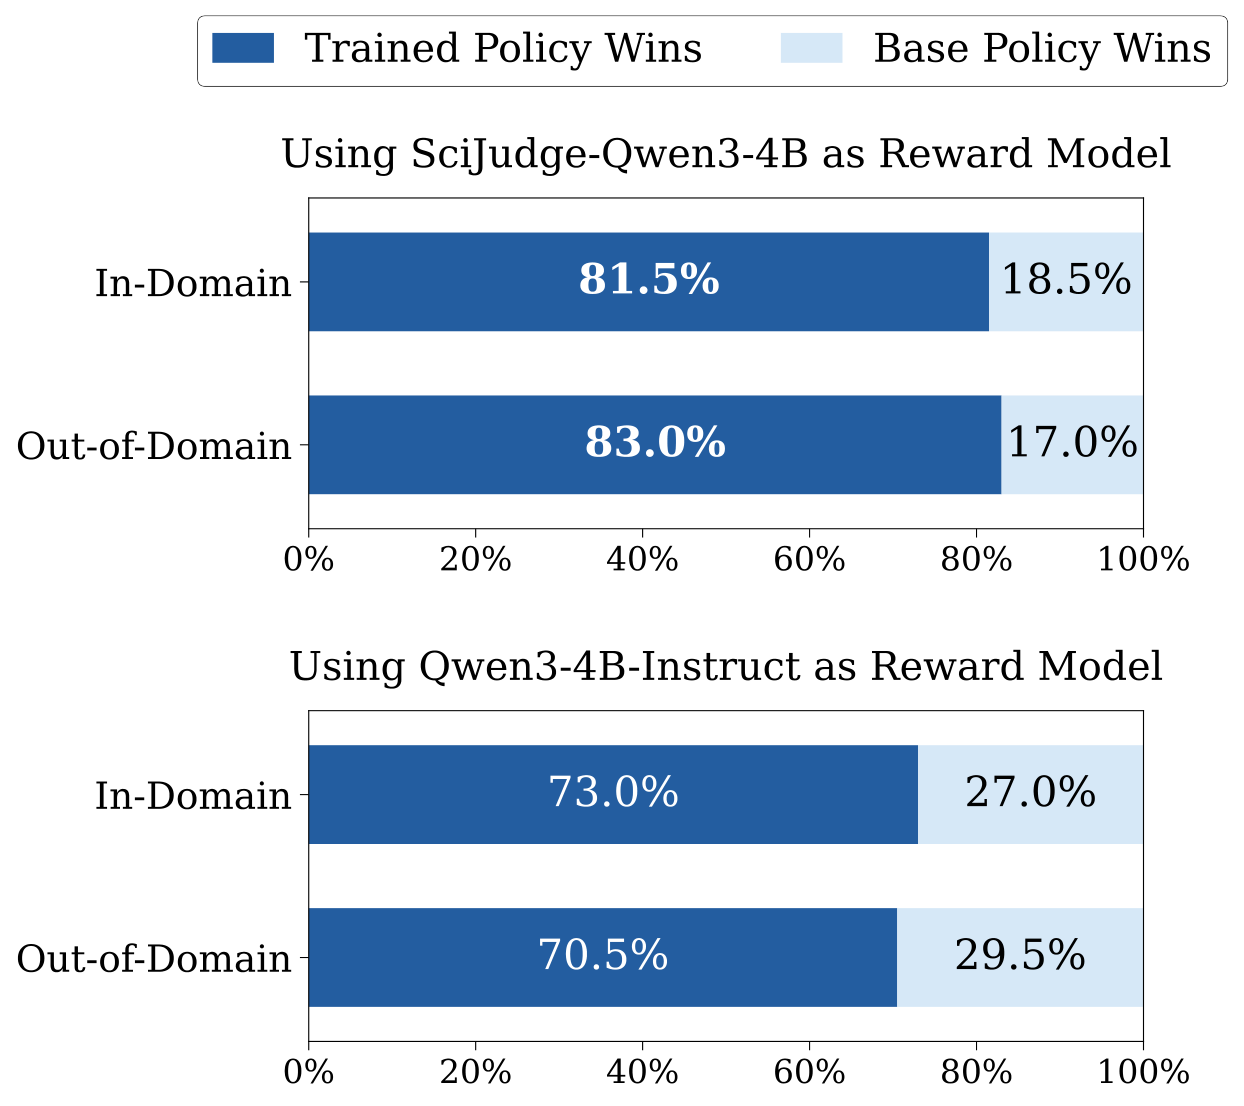 Trained Policy Wins Base Policy Wins
Using SciJudge-Qwen3-4B as Reward Model
In-Domain 81.5% 18.5%
Out-of-Domain 83.0% 17.0%
0% 20% 40% 60% 80% 100%
Using Qwen3-4B-Instruct as Reward Model
In-Domain 73.0% 27.0%
Out-of-Domain 70.5% 29.5%
0% 20% 40% 60% 80% 100%